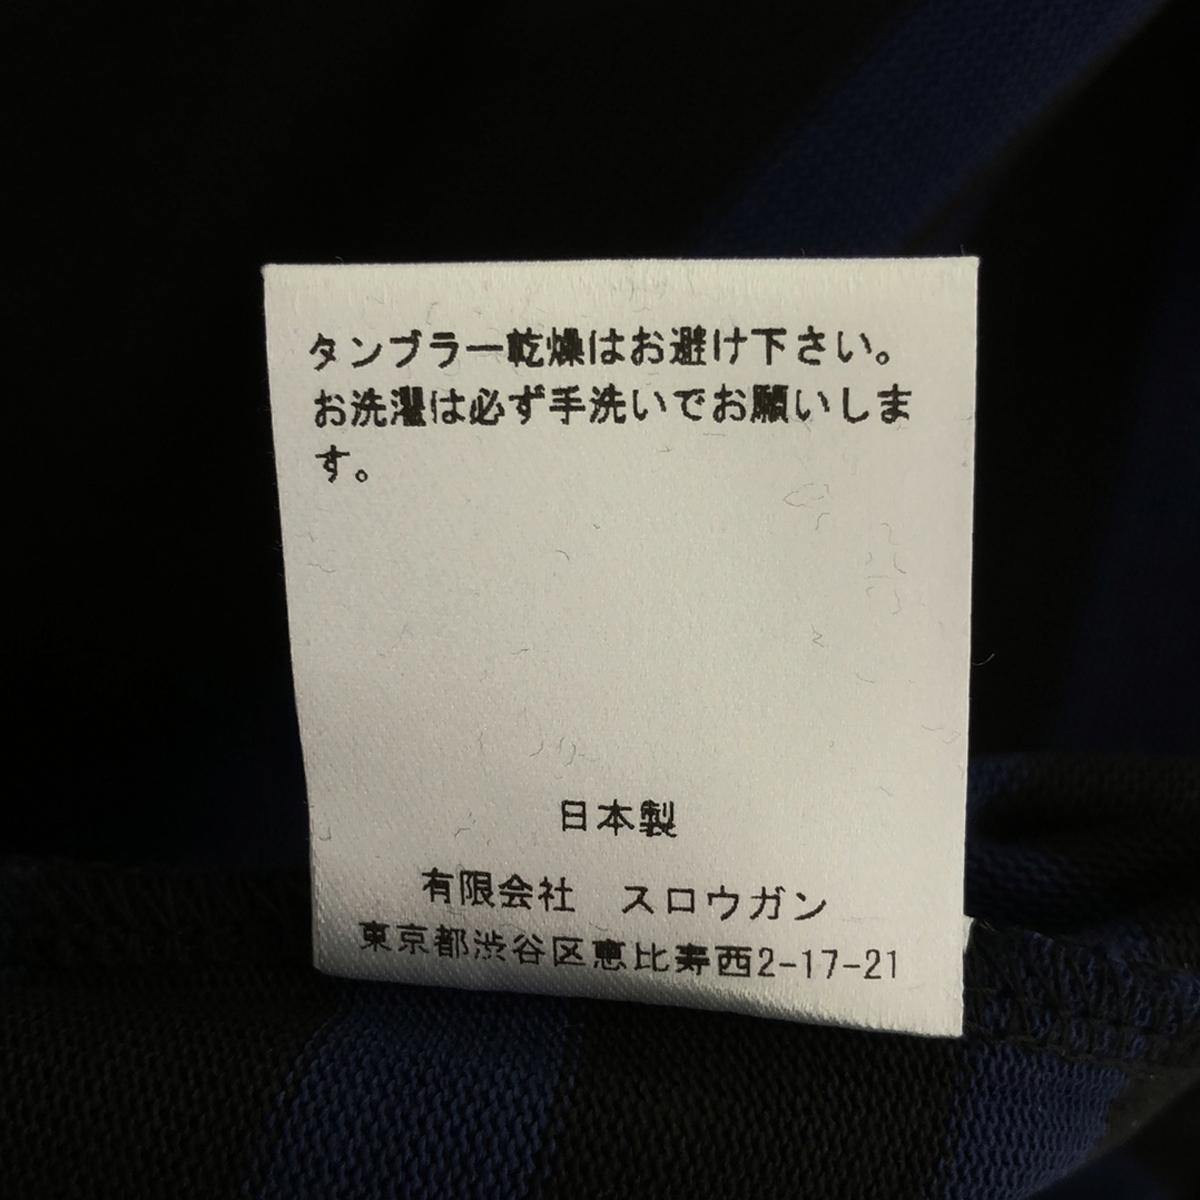 タンブラー乾燥はお避け下さい。
お洗濯は必ず手洗いでお願いしま
す。
日本製
有限会社　スロウガン
東京都渋谷区恵比寿西2-17-21